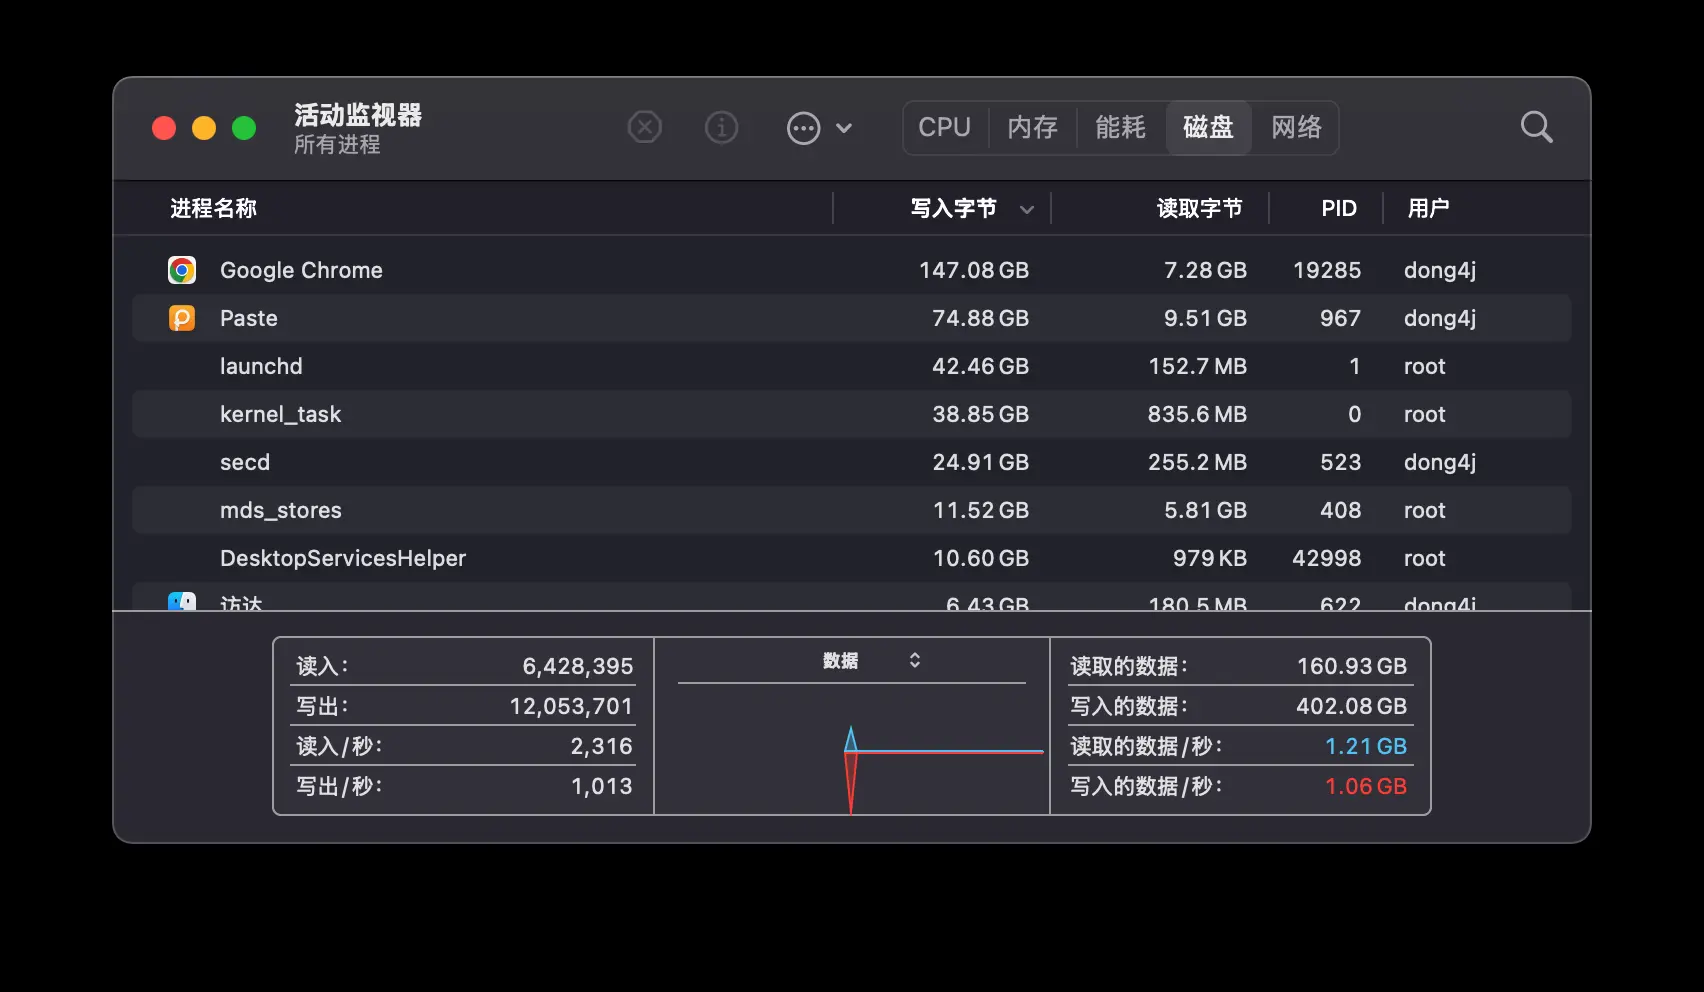 活动监视器
所有进程
CPU 内存 能耗 磁盘 网络
进程名称 写入字节 读取字节 PID 用户
Google Chrome 147.08 GB 7.28 GB 19285 dong4j
Paste 74.88 GB 9.51 GB 967 dong4j
launchd 42.46 GB 152.7 MB 1 root
kernel_task 38.85 GB 835.6 MB 0 root
secd 24.91 GB 255.2 MB 523 dong4j
mds_stores 11.52 GB 5.81 GB 408 root
DesktopServicesHelper 10.60 GB 979 KB 42998 root
访达 6.43 GB 180.5 MB 622 dong4j
读入: 6,428,395
写出: 12,053,701
读入/秒: 2,316
写出/秒: 1,013
数据
读取的数据: 160.93 GB
写入的数据: 402.08 GB
读取的数据/秒: 1.21 GB
写入的数据/秒: 1.06 GB